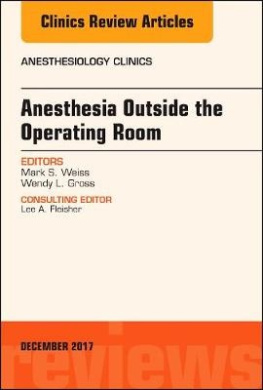 Clinics Review Articles
ANESTHESIOLOGY CLINICS
Anesthesia Outside the
Operating Room
EDITORS
Mark S. Weiss
Wendy L. Gross
CONSULTING EDITOR
Lee A. Fleisher
DECEMBER 2017
reviews